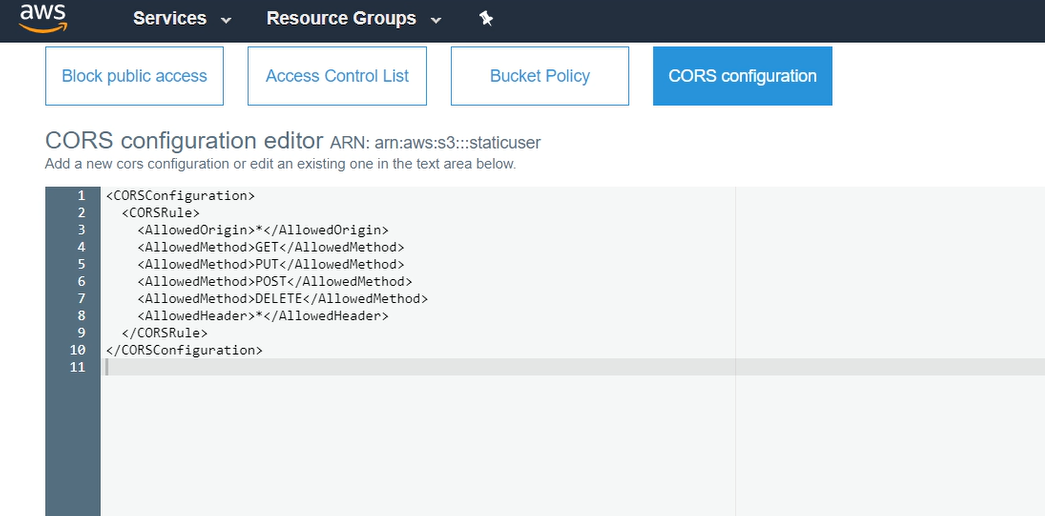 aws
Services Resource Groups
Block public access Access Control List Bucket Policy CORS configuration
CORS configuration editor ARN: arn:aws:s3:::staticuser
Add a new cors configuration or edit an existing one in the text area below.
1 <CORSConfiguration>
2 <CORSRule>
3 <AllowedOrigin>*</AllowedOrigin>
4 <AllowedMethod>GET</AllowedMethod>
5 <AllowedMethod>PUT</AllowedMethod>
6 <AllowedMethod>POST</AllowedMethod>
7 <AllowedMethod>DELETE</AllowedMethod>
8 <AllowedHeader>*</AllowedHeader>
9 </CORSRule>
10 </CORSConfiguration>
11